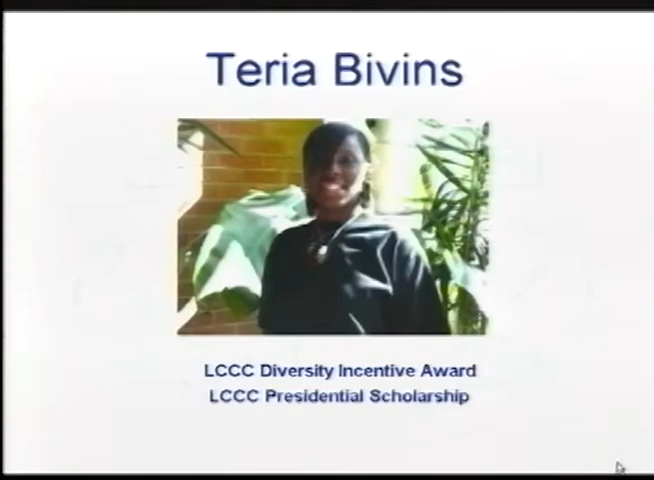 Teria Bivins
LCCC Diversity Incentive Award
LCCC Presidential Scholarship